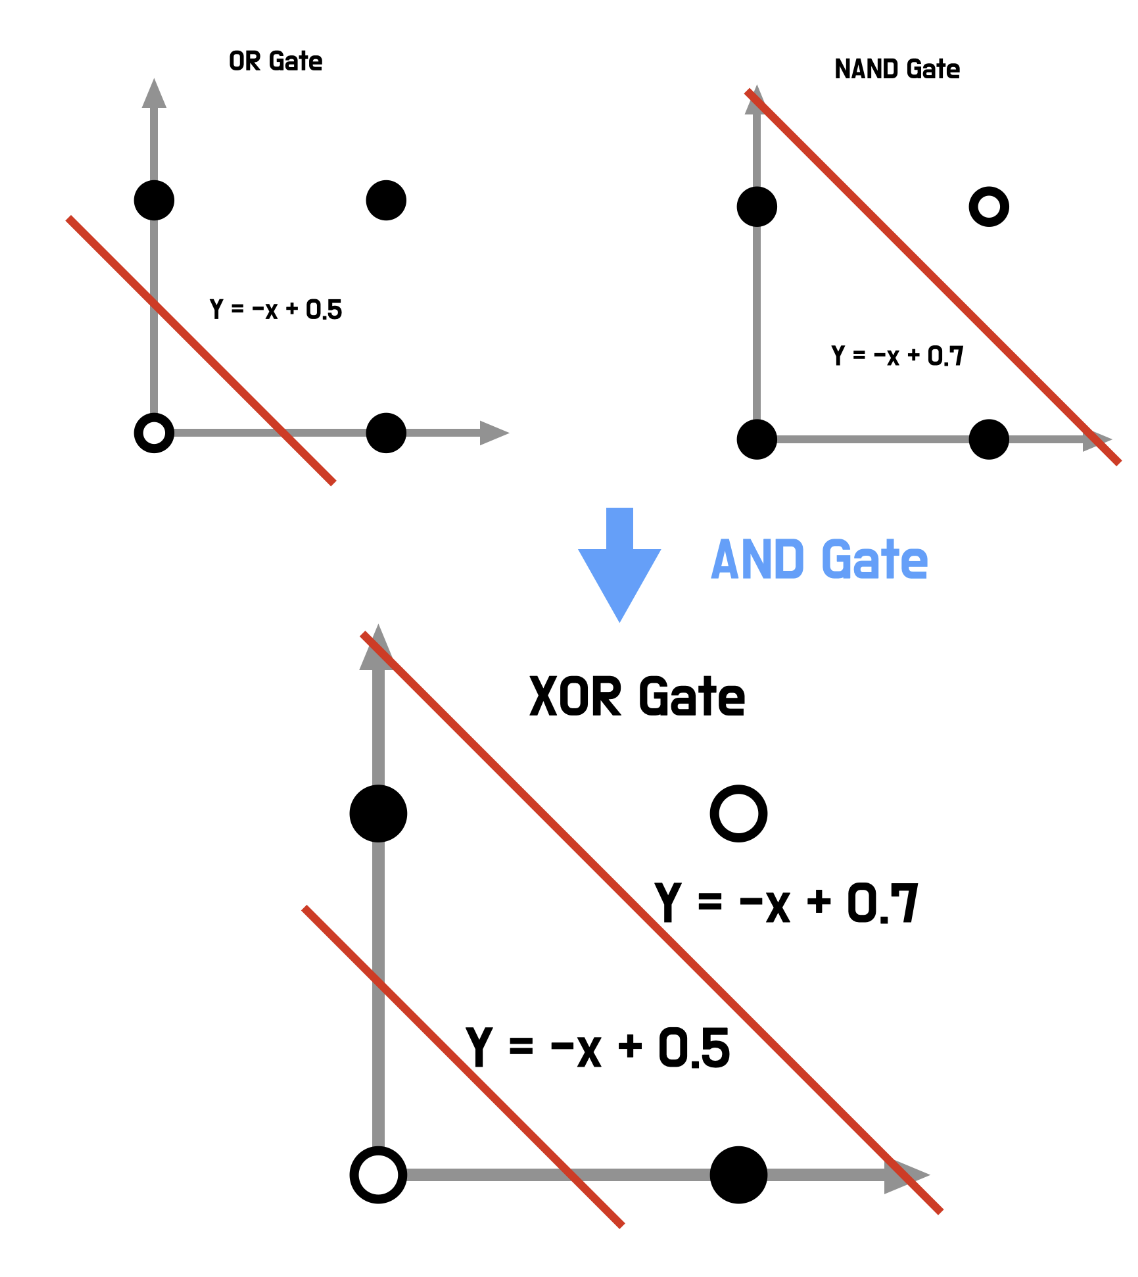 OR Gate
NAND Gate
Y = -x + 0.5
Y = -x + 0.7
AND Gate
XOR Gate
Y = -x + 0.7
Y = -x + 0.5